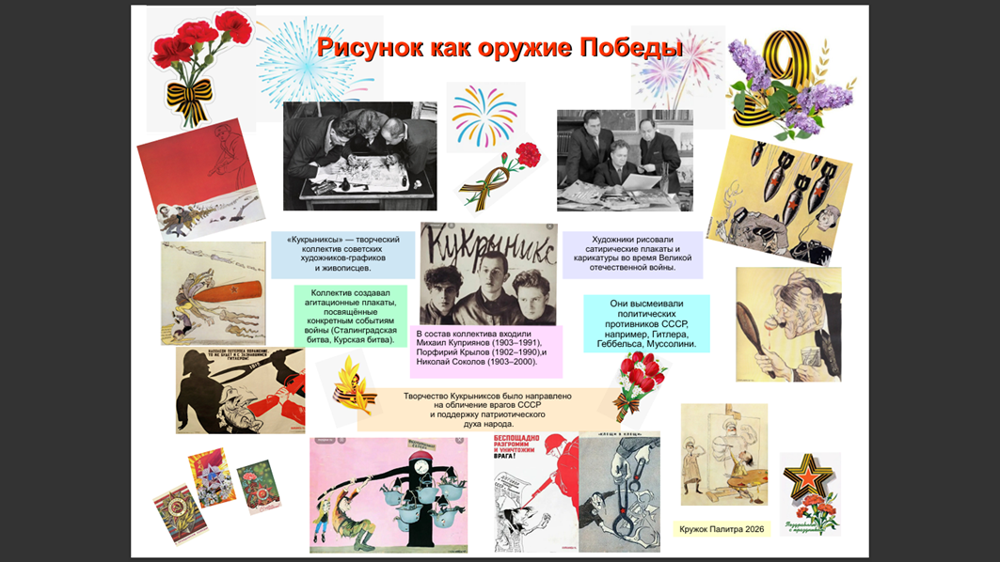 Рисунок как оружие Победы
«Кукрыниксы» — творческий
коллектив советских
художников-графиков
и живописцев.
Кукрыникс
Художники рисовали
сатирические плакаты и
карикатуры во время Великой
отечественной войны.
Коллектив создавал
агитационные плакаты,
посвящённые
конкретным событиям
войны (Сталинградская
битва, Курская битва).
Они высмеивали
политических
противников СССР,
например, Гитлера,
Геббельса, Муссолини.
В состав коллектива входили
Михаил Куприянов (1903–1991),
Порфирий Крылов (1902–1990),и
Николай Соколов (1903–2000).
Творчество Кукрыниксов было направлено
на обличение врагов СССР
и поддержку патриотического
духа народа.
БЕСПОЩАДНО
РАЗГРОМИМ
И УНИЧТОЖИМ
ВРАГА!
Кружок Палитра 2026